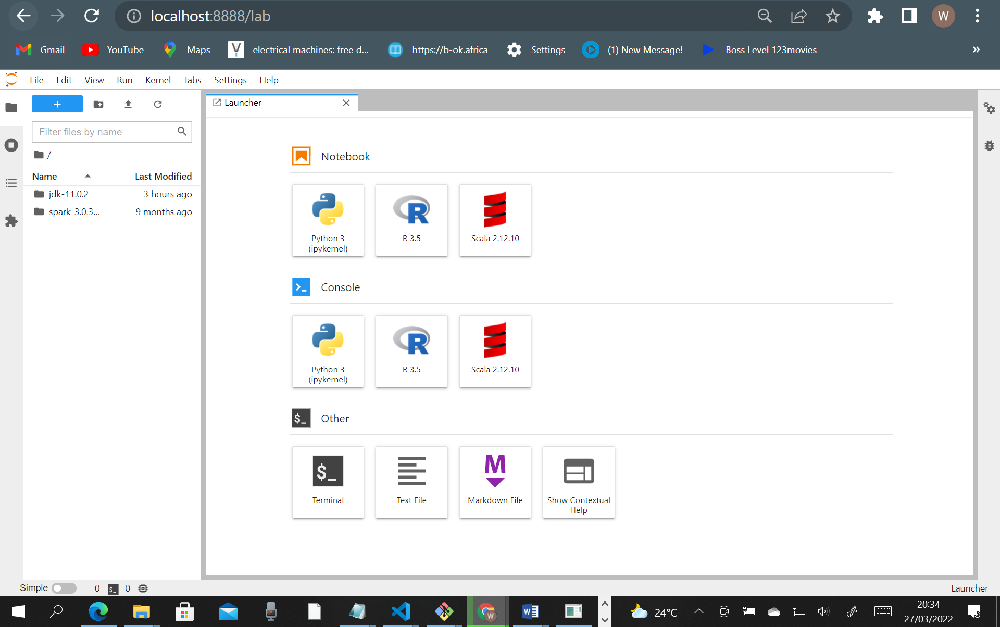 localhost:8888/lab
W
Gmail
YouTube
Maps
electrical machines: free d...
https://b-ok.africa
Settings
(1) New Message!
Boss Level 123movies
»
File Edit View Run Kernel Tabs Settings Help
+
Launcher
Filter files by name
/
Name Last Modified
jdk-11.0.2 3 hours ago
spark-3.0.3... 9 months ago
Notebook
Python 3
(ipykernel)
R 3.5
Scala 2.12.10
Console
Python 3
(ipykernel)
R 3.5
Scala 2.12.10
$_ Other
$_
Terminal
Text File
M
Markdown File
Show Contextual
Help
Simple 0 $_ 0 Launcher
24°C
20:34
27/03/2022